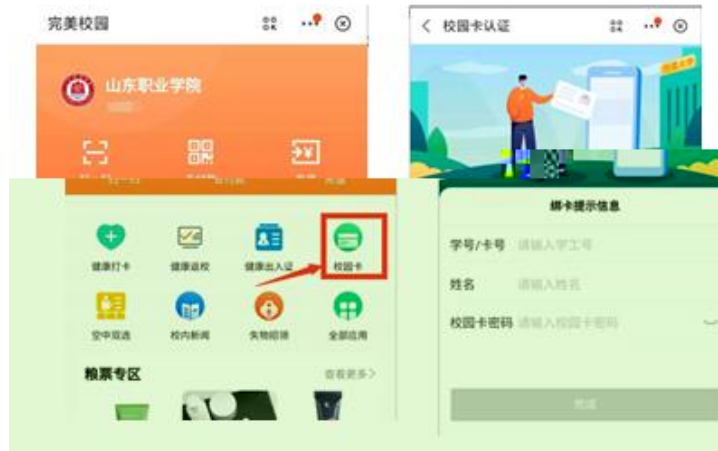 完美校园
山东职业学院
健康打卡
健康返校
健康出入证
校园卡
空中双选
校内新闻
失物招领
全部应用
粮票专区
查看更多>
校园卡认证
绑卡提示信息
学号/卡号 请输入学工号
姓名 请输入姓名
校园卡密码 请输入校园卡密码
完成